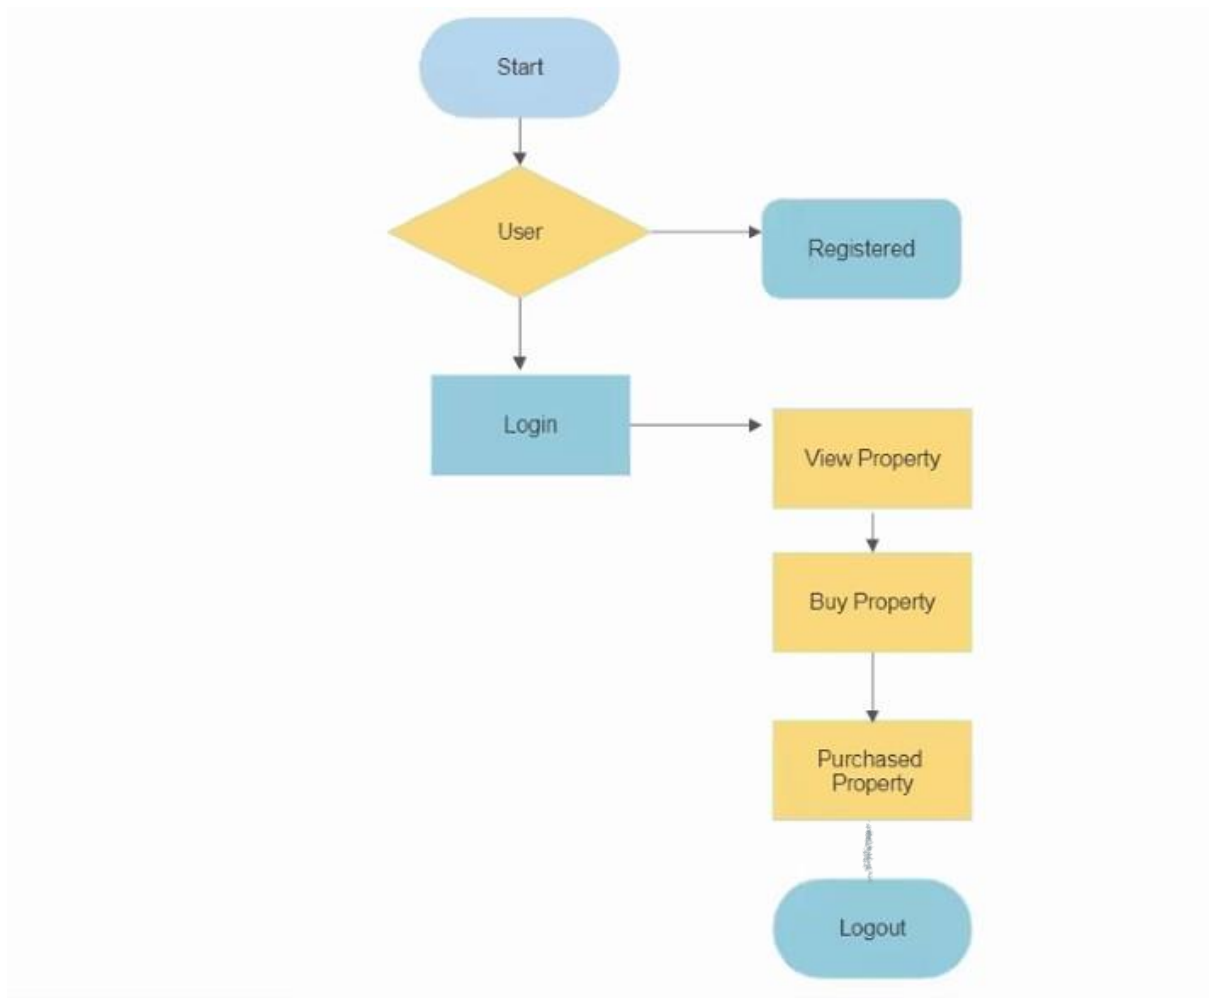 Start
User
Registered
Login
View Property
Buy Property
Purchased
Property
Logout